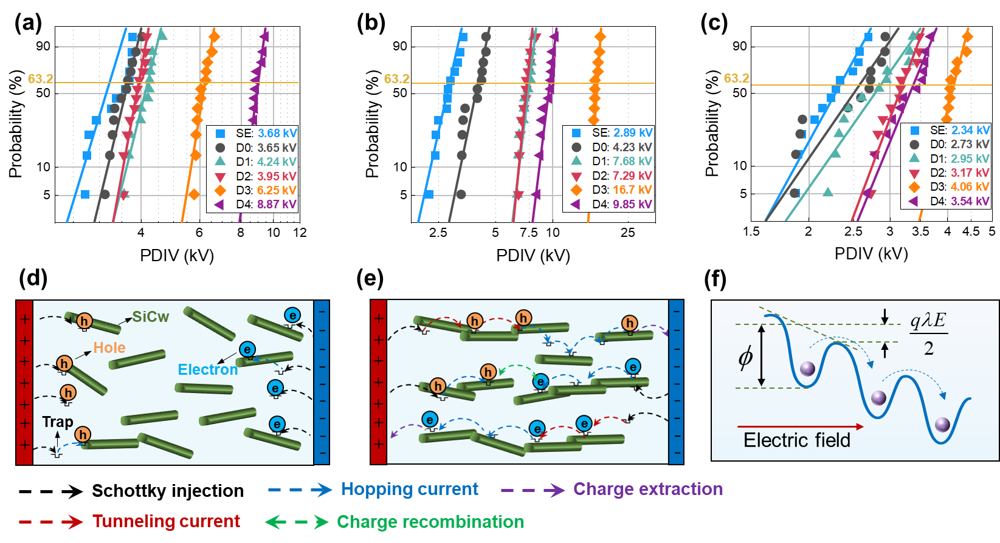 (a)
Probability (%)
90
63.2
50
10
5
SE: 3.68 kV
D0: 3.65 kV
D1: 4.24 kV
D2: 3.95 kV
D3: 6.25 kV
D4: 8.87 kV
4 6 8 10 12
PDIV (kV)
(b)
Probability (%)
90
63.2
50
10
5
SE: 2.89 kV
D0: 4.23 kV
D1: 7.68 kV
D2: 7.29 kV
D3: 16.7 kV
D4: 9.85 kV
2.5 5 7.5 10 25
PDIV (kV)
(c)
Probability (%)
90
63.2
50
10
5
SE: 2.34 kV
D0: 2.73 kV
D1: 2.95 kV
D2: 3.17 kV
D3: 4.06 kV
D4: 3.54 kV
1.5 2 2.5 3 3.5 4 4.5 5
PDIV (kV)
(d)
+
+
+
+
+
+
h
SiCw
e
Hole
h
e
Electron
h
e
Trap
h
e
−
−
−
−
−
−
(e)
+
+
+
+
+
+
h
h
h
h
h
e
e
e
e
e
−
−
−
−
−
−
(f)
ϕ
qλE
2
Electric field
Schottky injection
Hopping current
Charge extraction
Tunneling current
Charge recombination